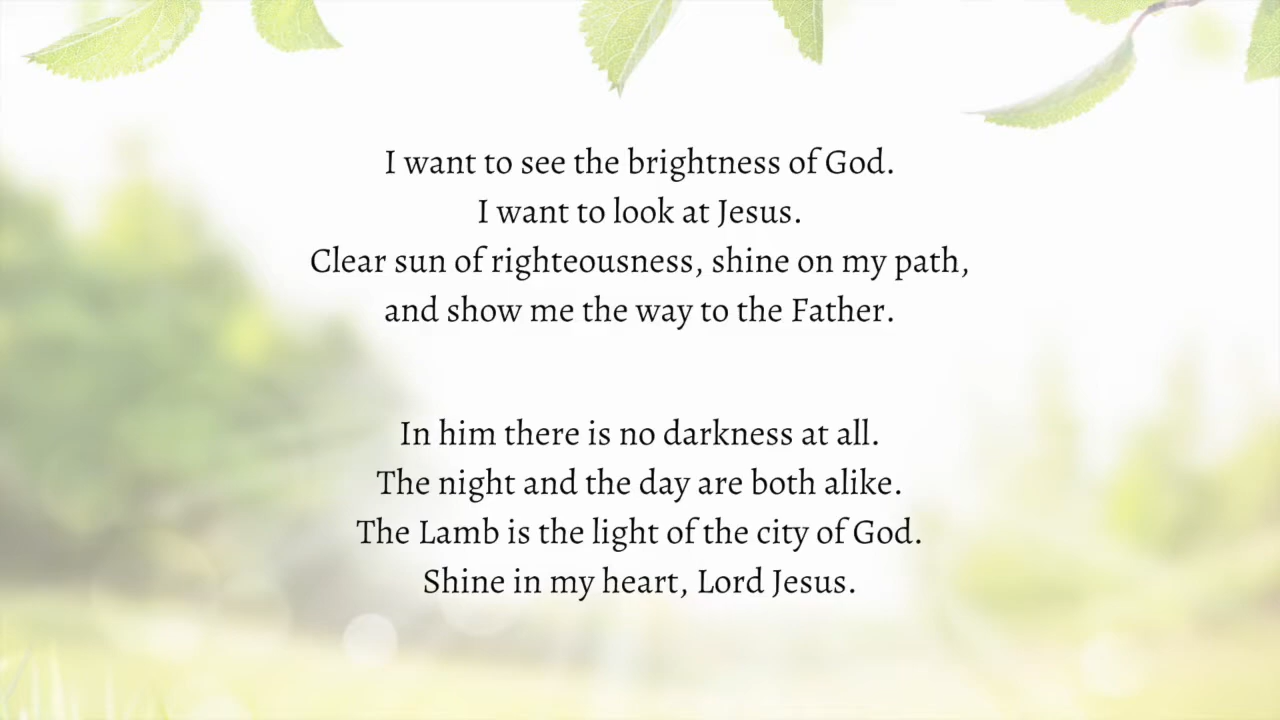 I want to see the brightness of God.
I want to look at Jesus.
Clear sun of righteousness, shine on my path,
and show me the way to the Father.
In him there is no darkness at all.
The night and the day are both alike.
The Lamb is the light of the city of God.
Shine in my heart, Lord Jesus.